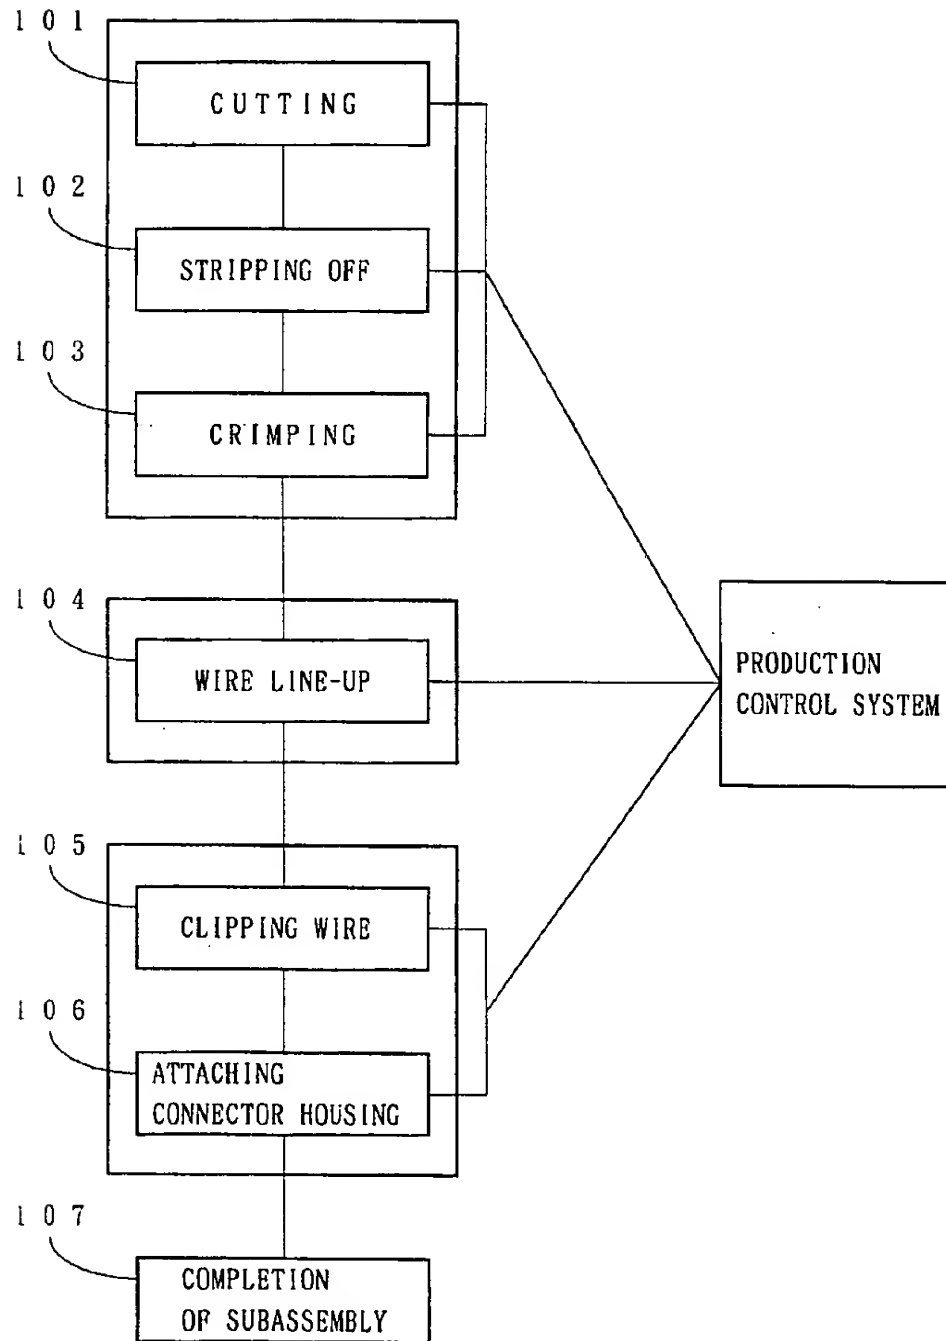 101
CUTTING
102
STRIPPING OFF
103
CRIMPING
104
WIRE LINE-UP
PRODUCTION
CONTROL SYSTEM
105
CLIPPING WIRE
106
ATTACHING
CONNECTOR HOUSING
107
COMPLETION
OF SUBASSEMBLY